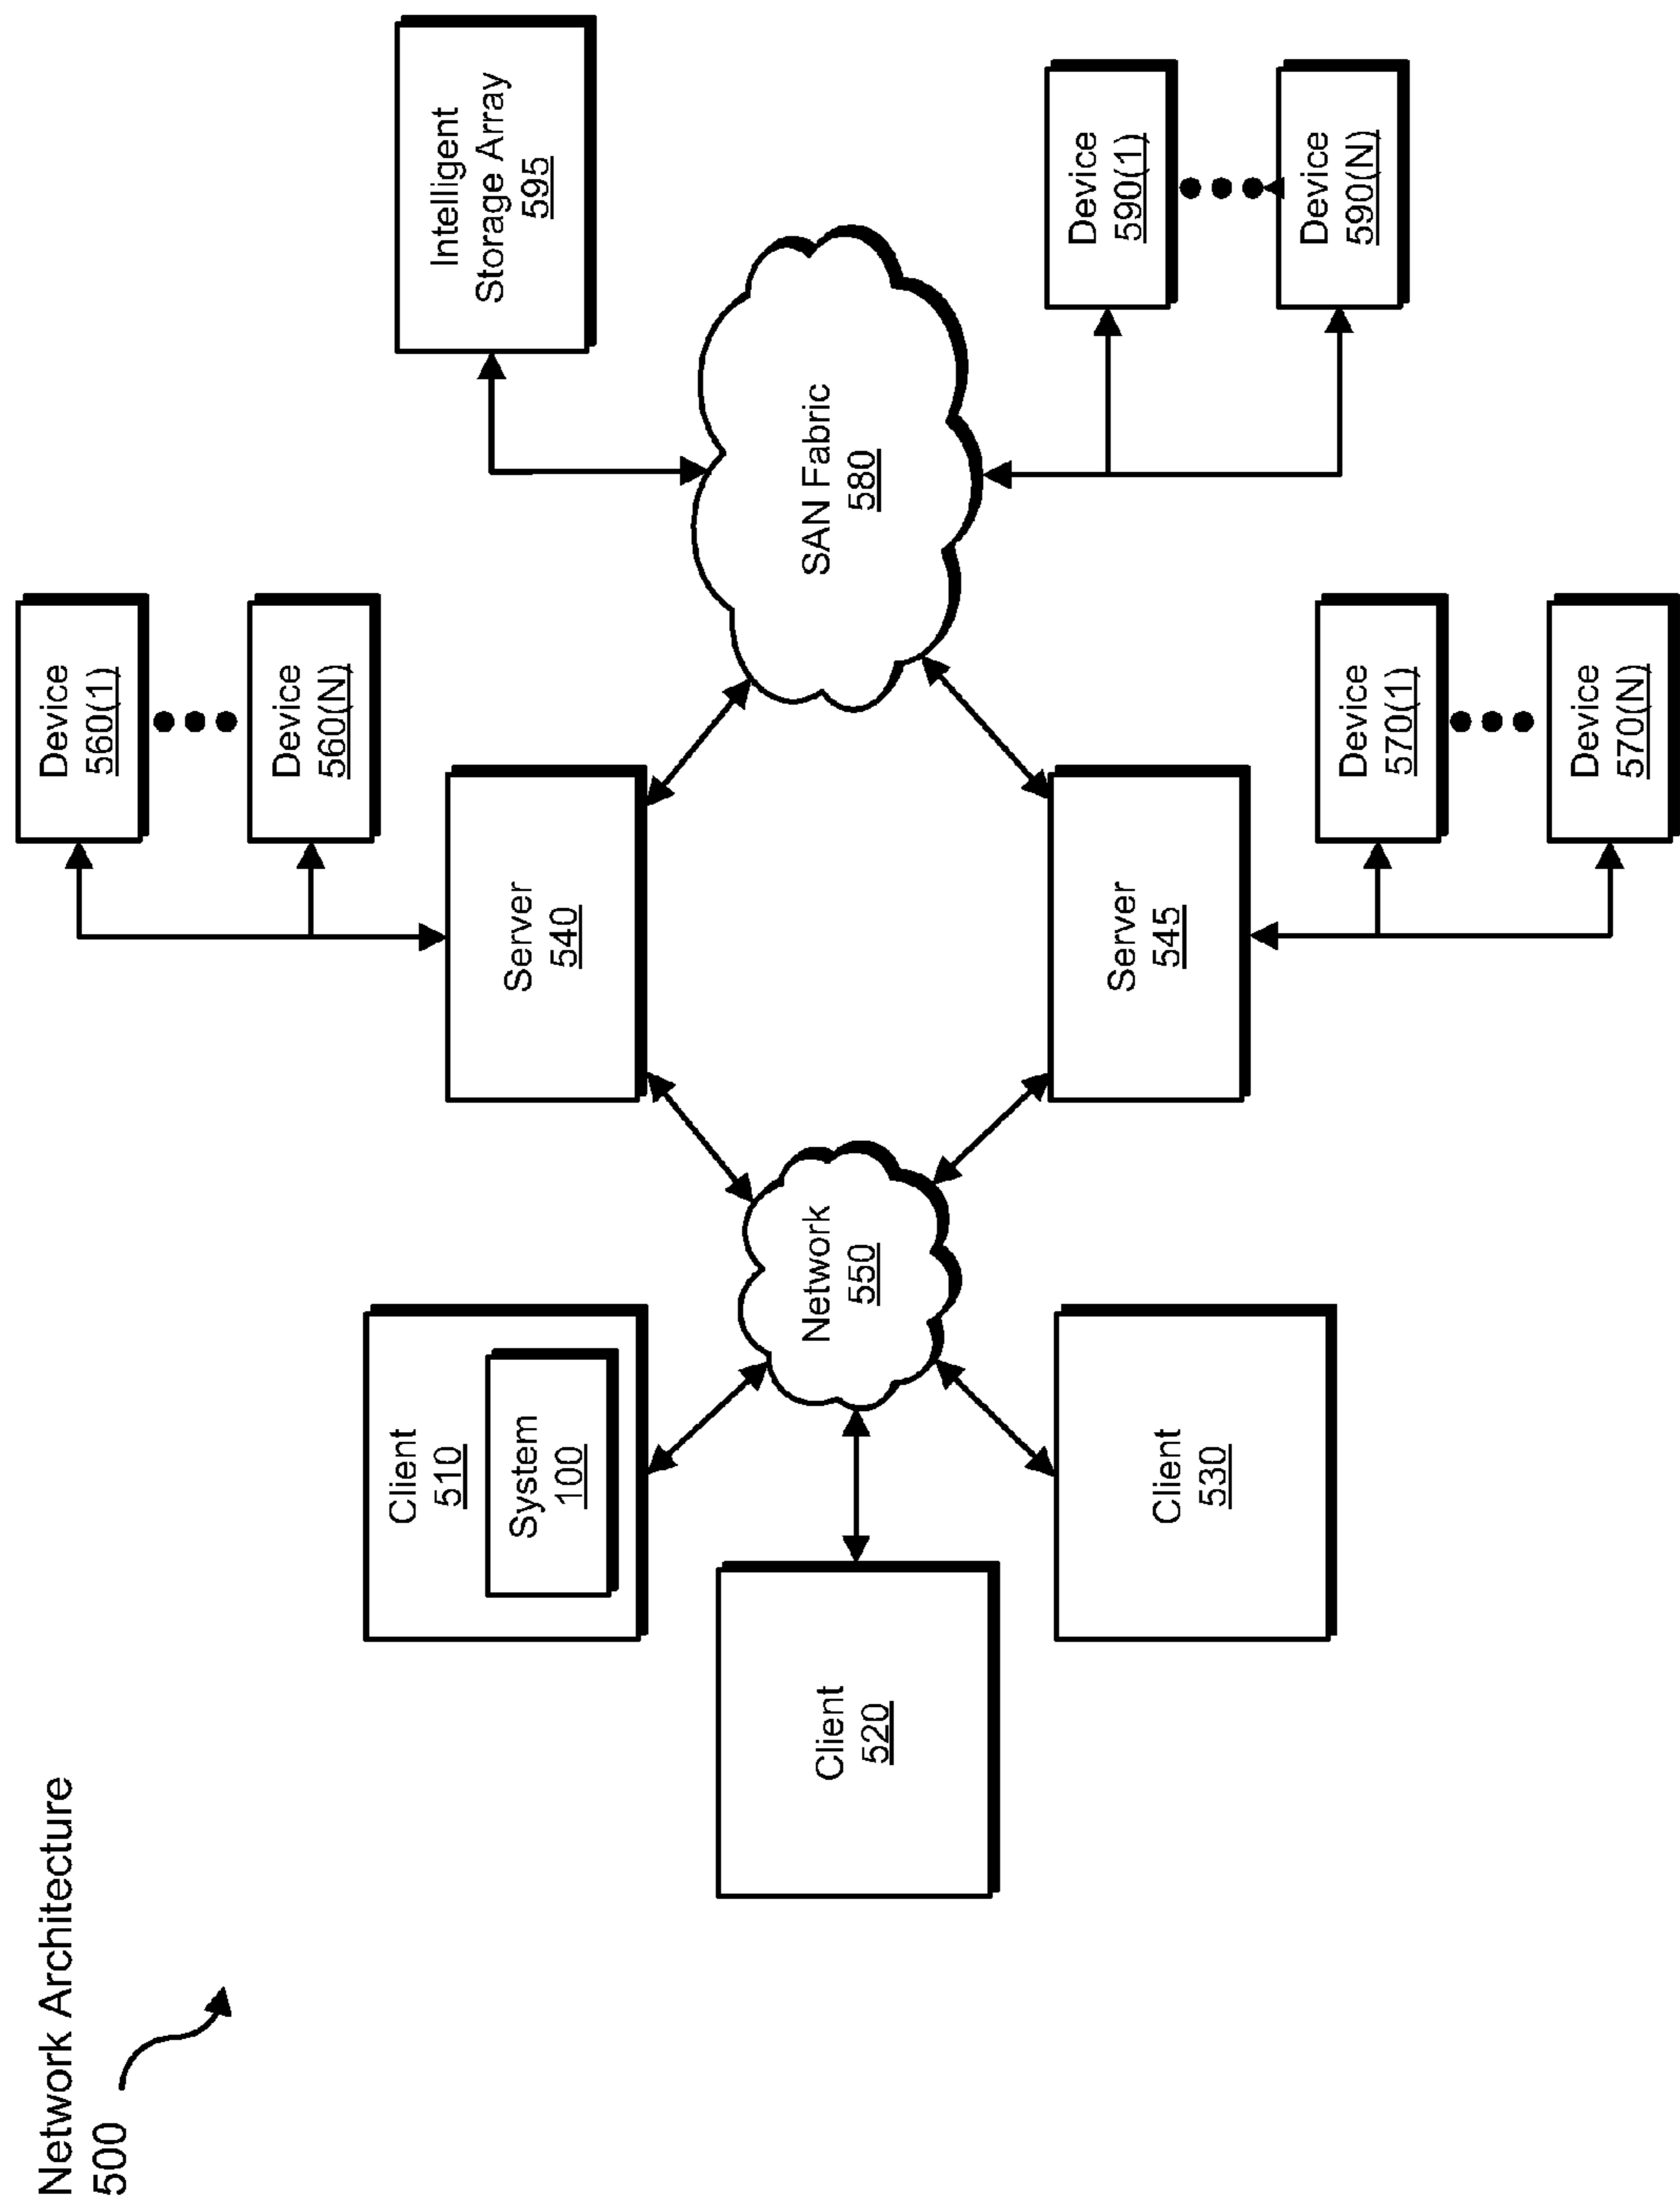 Network Architecture
500
Device
560(1)
Device
560(N)
Intelligent
Storage Array
595
Client
510
System
100
Server
540
Client
520
Network
550
SAN Fabric
580
Client
530
Server
545
Device
590(1)
Device
590(N)
Device
570(1)
Device
570(N)